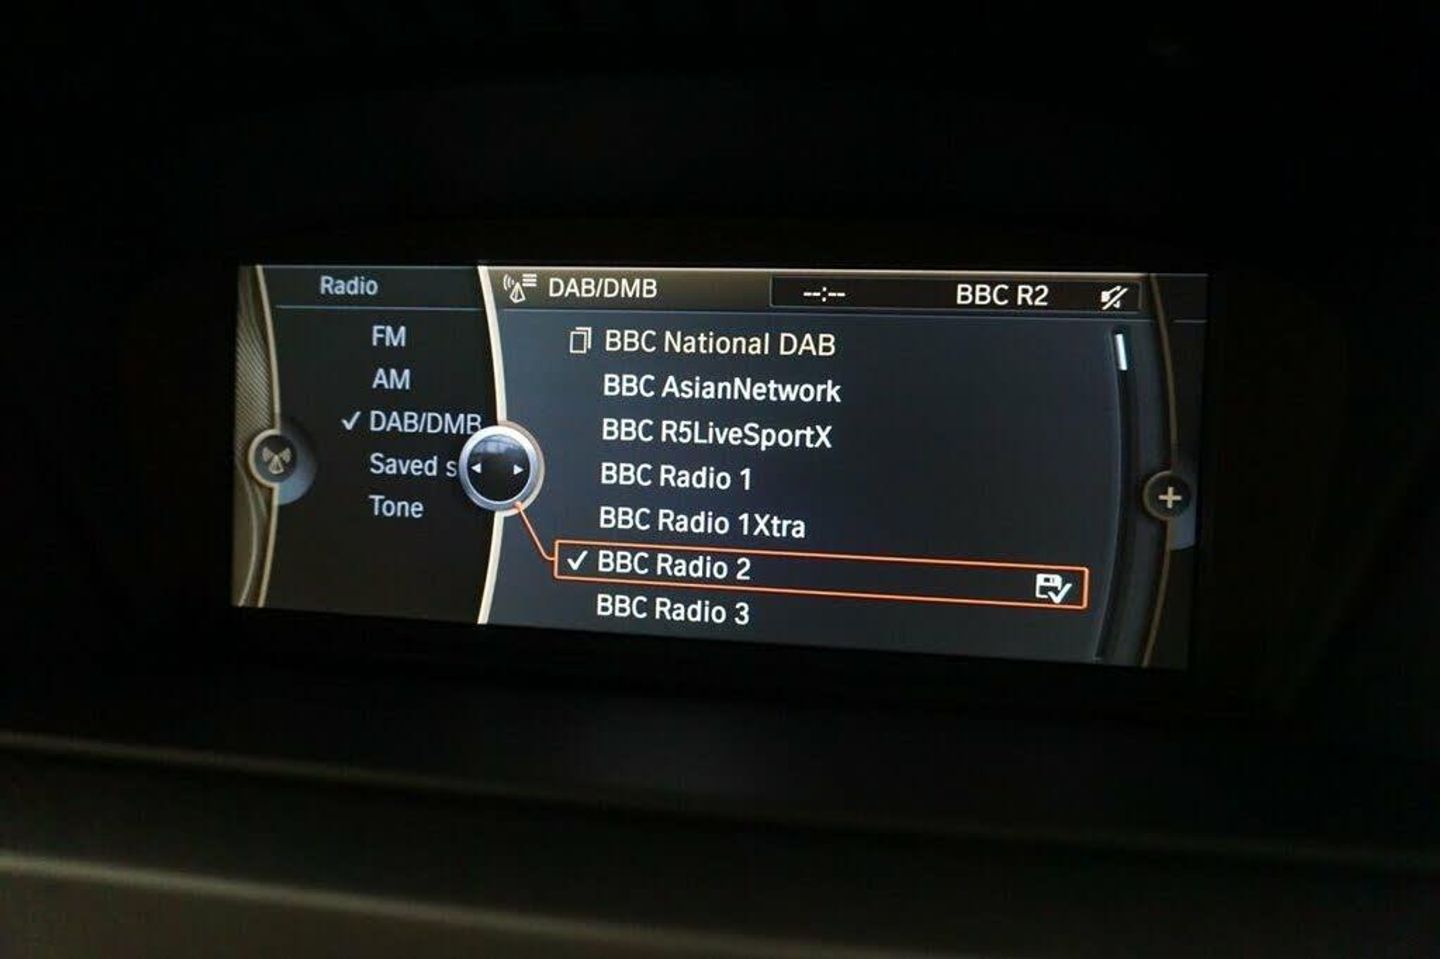 Radio
FM
AM
DAB/DMB
Saved s
Tone
DAB/DMB
--:--
BBC R2
BBC National DAB
BBC AsianNetwork
BBC R5LiveSportX
BBC Radio 1
BBC Radio 1Xtra
BBC Radio 2
BBC Radio 3